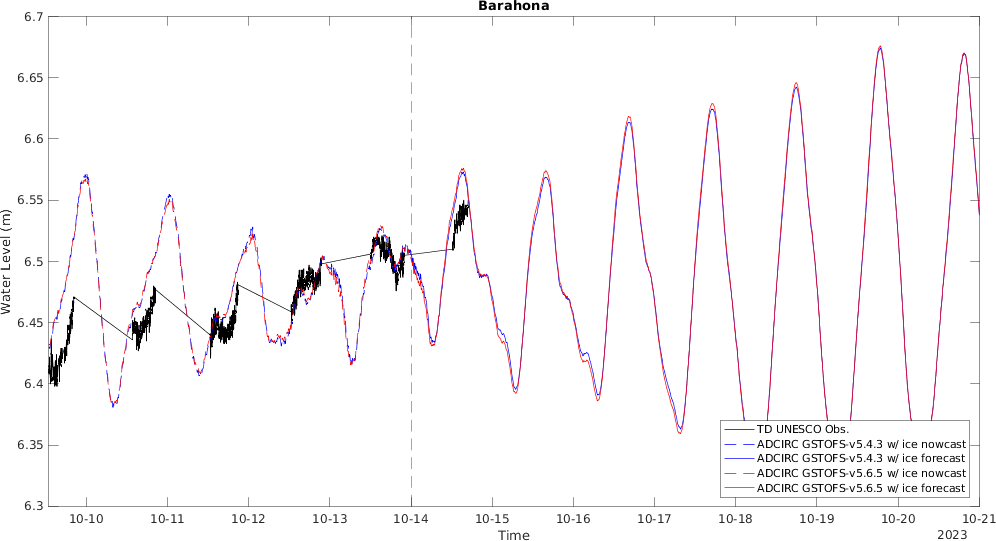 Barahona
6.7
6.65
6.6
6.55
6.5
6.45
6.4
6.35
6.3
Water Level (m)
10-10 10-11 10-12 10-13 10-14 10-15 10-16 10-17 10-18 10-19 10-20 10-21
Time
2023
TD UNESCO Obs.
ADCIRC GSTOFS-v5.4.3 w/ ice nowcast
ADCIRC GSTOFS-v5.4.3 w/ ice forecast
ADCIRC GSTOFS-v5.6.5 w/ ice nowcast
ADCIRC GSTOFS-v5.6.5 w/ ice forecast